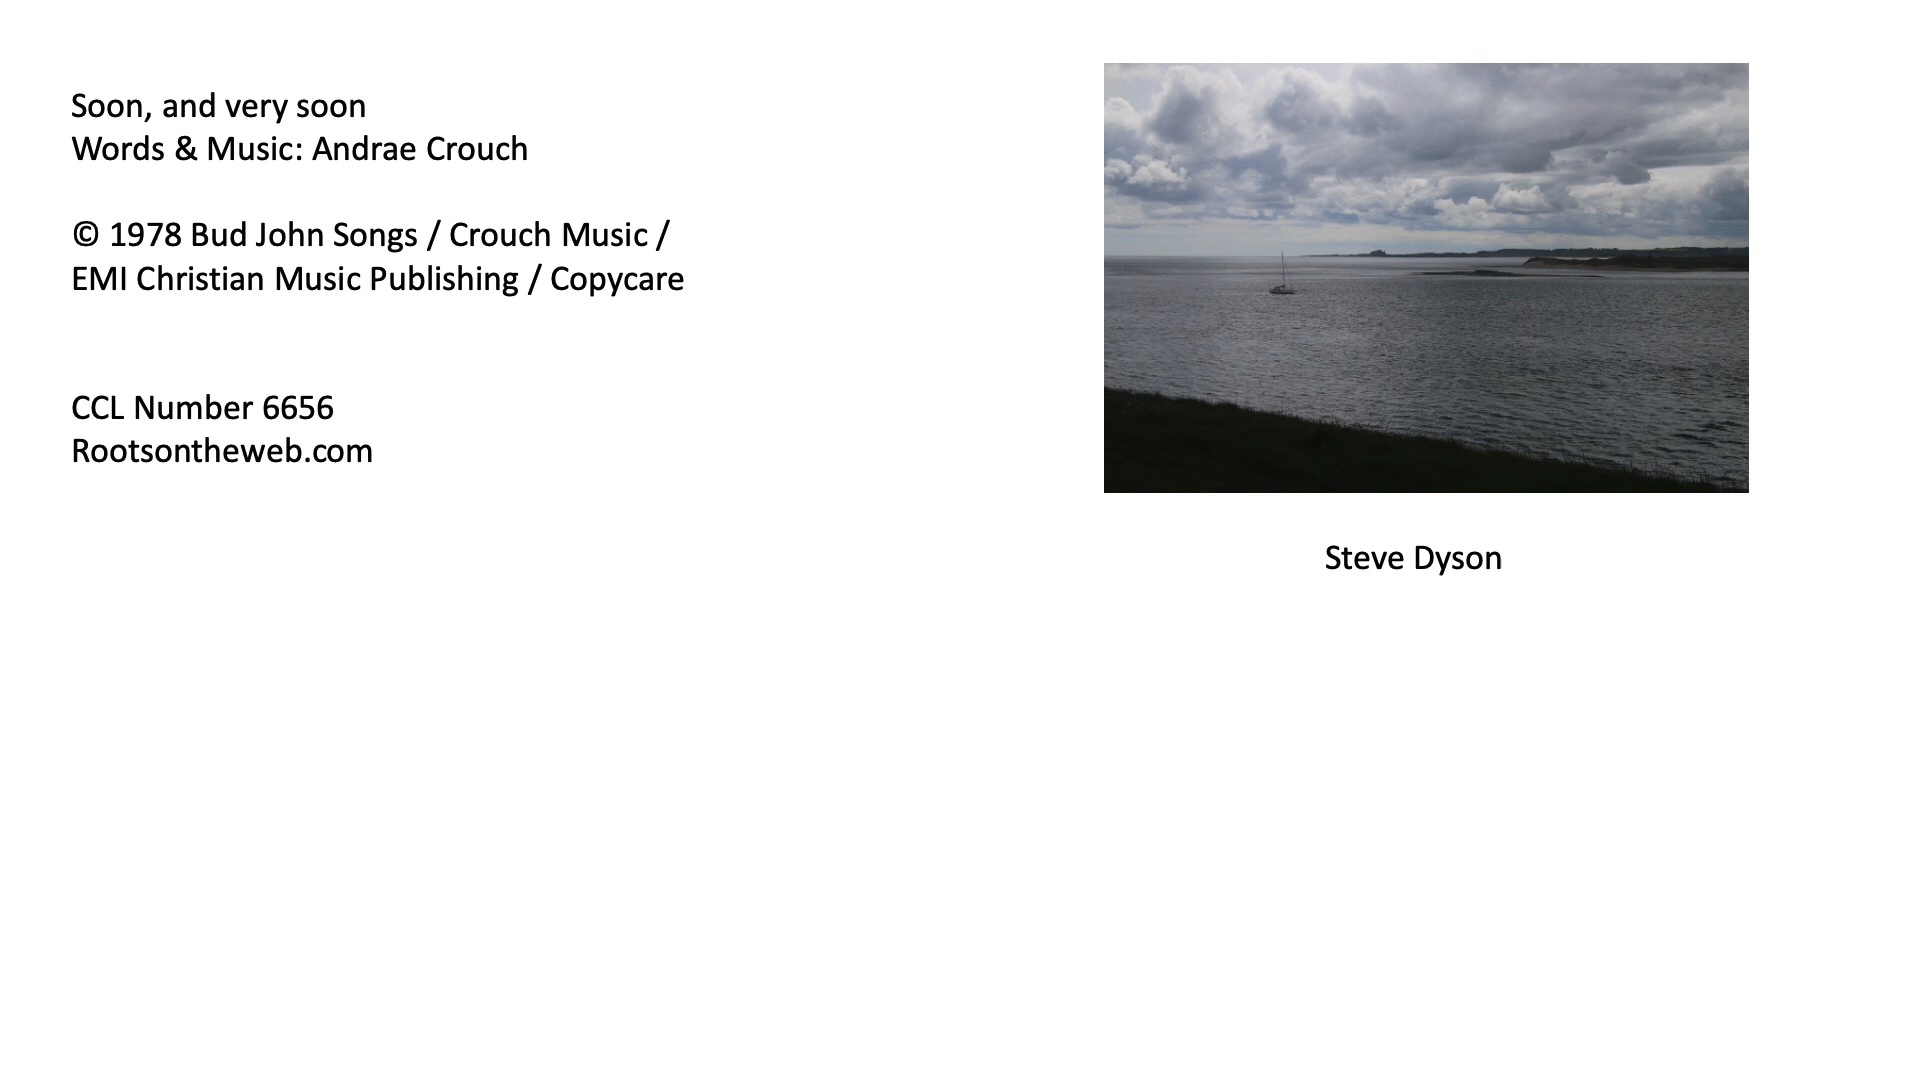 Soon, and very soon
Words & Music: Andrae Crouch
© 1978 Bud John Songs / Crouch Music /
EMI Christian Music Publishing / Copycare
CCL Number 6656
Rootsontheweb.com
Steve Dyson